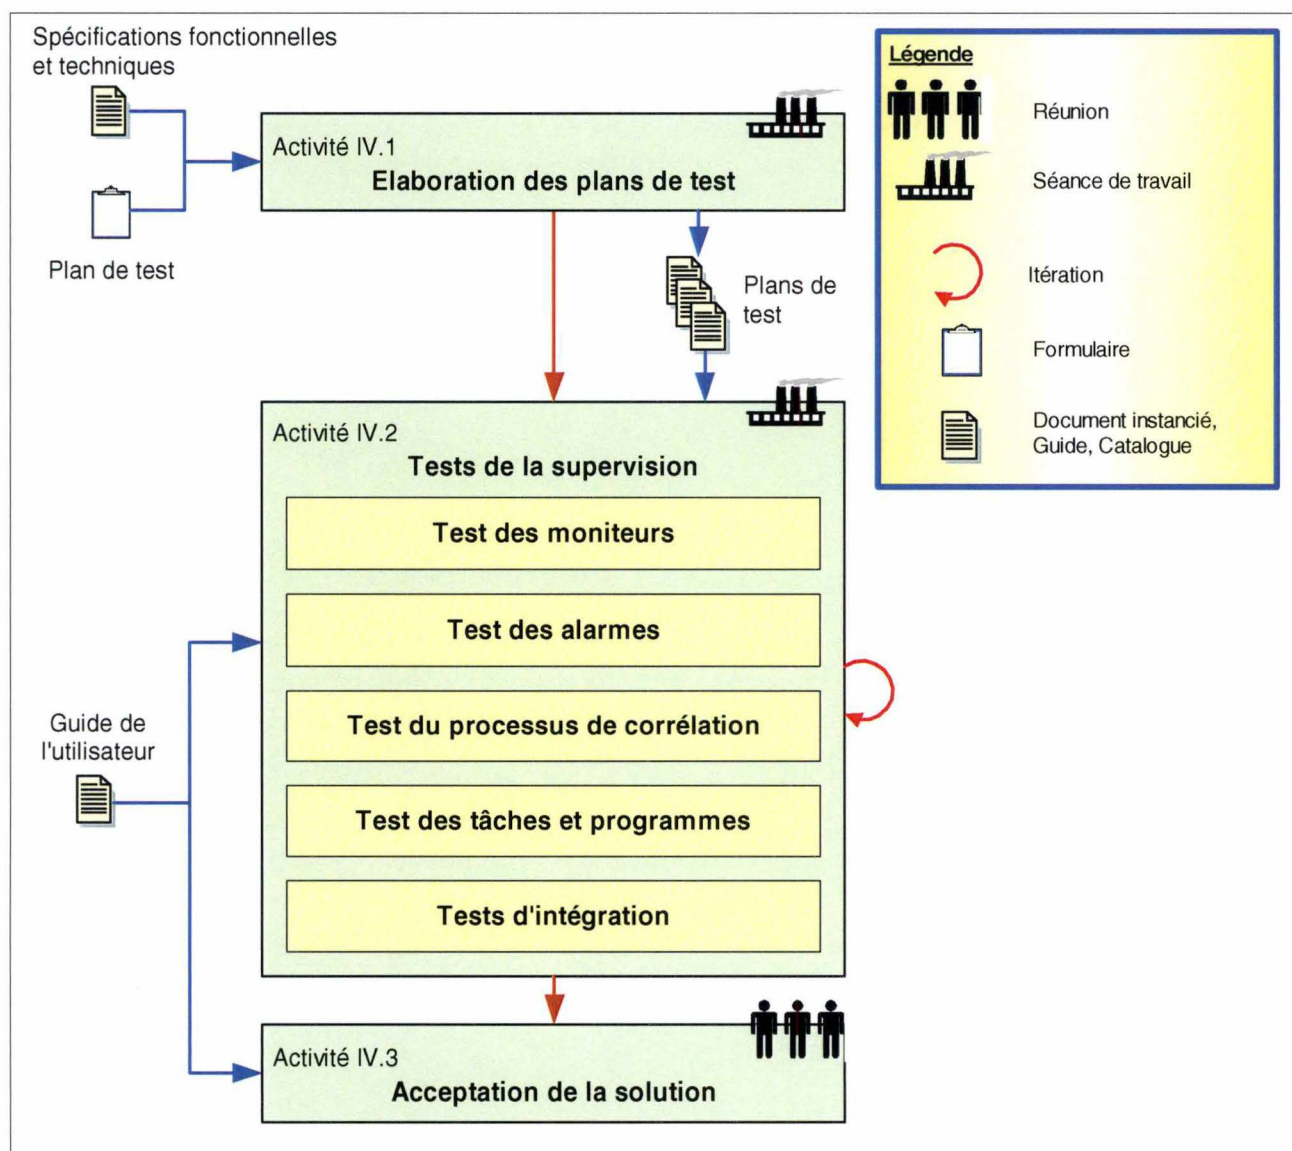 Spécifications fonctionnelles
et techniques
Plan de test
Activité IV.1
Elaboration des plans de test
Plans de
test
Activité IV.2
Tests de la supervision
Test des moniteurs
Test des alarmes
Test du processus de corrélation
Test des tâches et programmes
Tests d'intégration
Guide de
l'utilisateur
Activité IV.3
Acceptation de la solution
Légende
Réunion
Séance de travail
Itération
Formulaire
Document instancié,
Guide, Catalogue